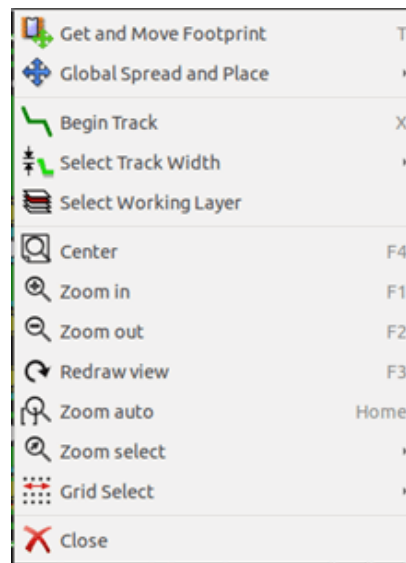 Get and Move Footprint T
Global Spread and Place
Begin Track X
Select Track Width
Select Working Layer
Center F4
Zoom in F1
Zoom out F2
Redraw view F3
Zoom auto Home
Zoom select
Grid Select
Close